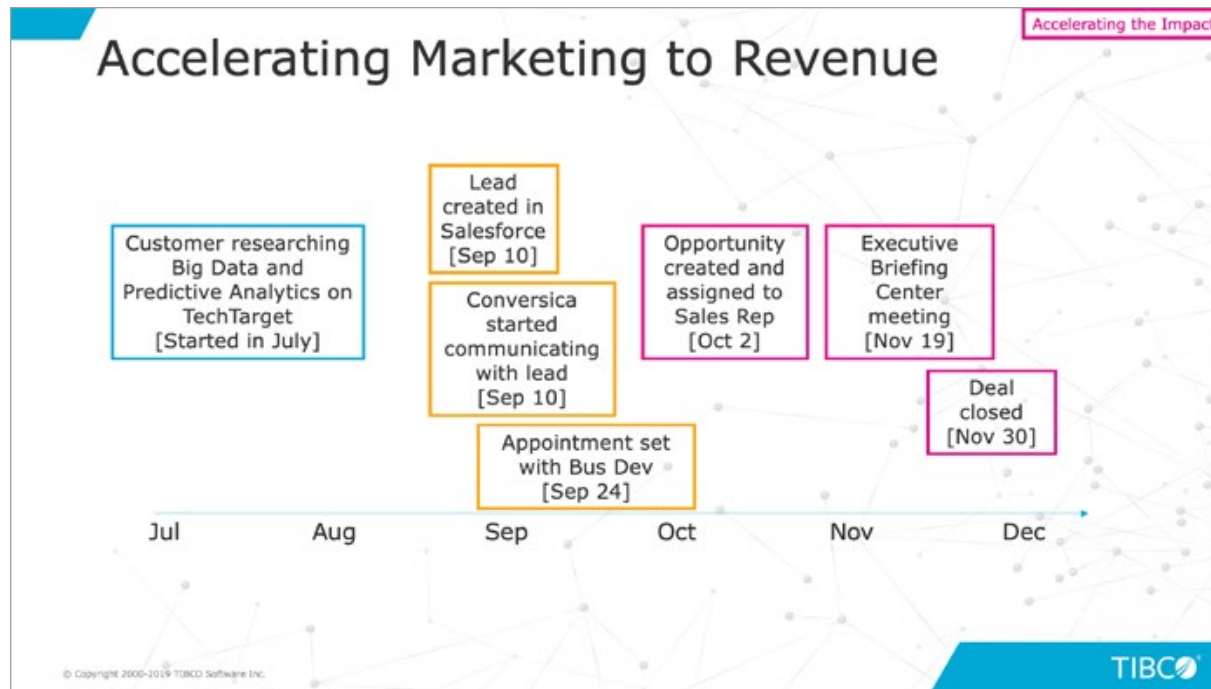 Accelerating the Impact
Accelerating Marketing to Revenue
Customer researching
Big Data and
Predictive Analytics on
TechTarget
[Started in July]
Lead
created in
Salesforce
[Sep 10]
Conversica
started
communicating
with lead
[Sep 10]
Appointment set
with Bus Dev
[Sep 24]
Opportunity
created and
assigned to
Sales Rep
[Oct 2]
Executive
Briefing
Center
meeting
[Nov 19]
Deal
closed
[Nov 30]
Jul Aug Sep Oct Nov Dec
© Copyright 2000-2019 TIBCO Software Inc.
TIBCO